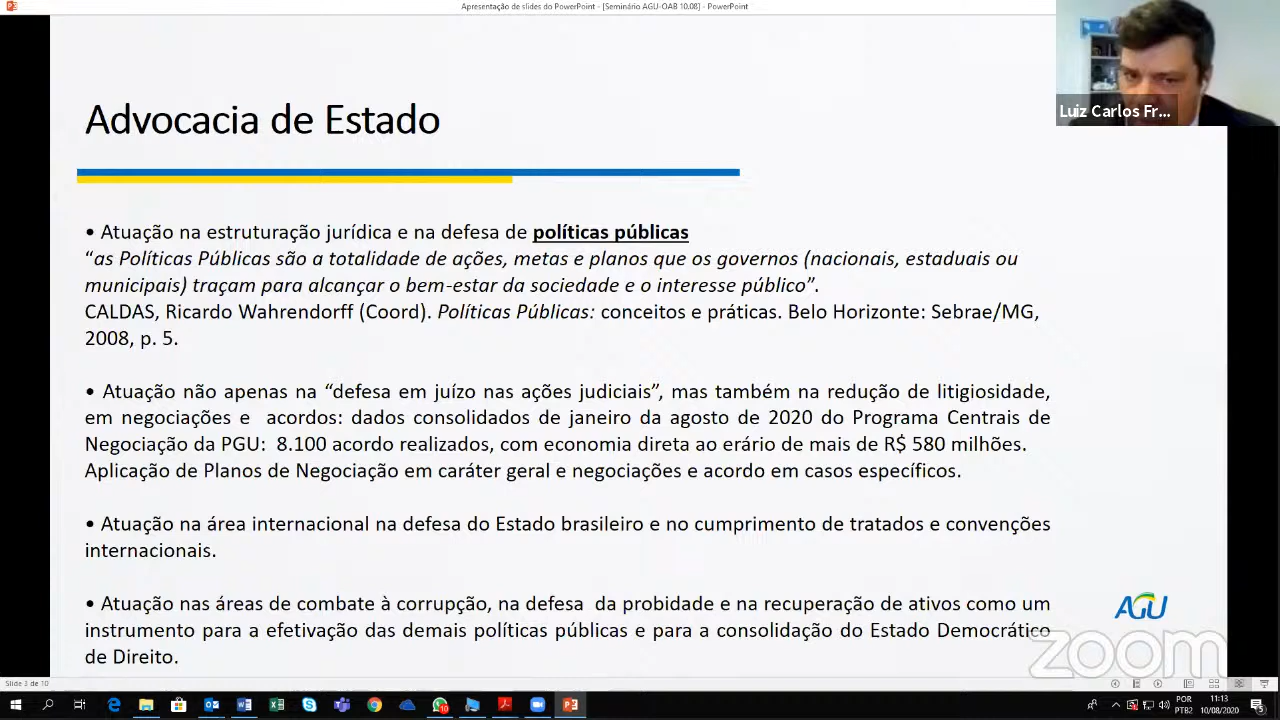 Apresentação de slides do PowerPoint - [Seminário AGU-OAB 10.08] - PowerPoint
Luiz Carlos Fr...
Advocacia de Estado
• Atuação na estruturação jurídica e na defesa de políticas públicas
“as Políticas Públicas são a totalidade de ações, metas e planos que os governos (nacionais, estaduais ou
municipais) traçam para alcançar o bem-estar da sociedade e o interesse público”.
CALDAS, Ricardo Wahrendorff (Coord). Políticas Públicas: conceitos e práticas. Belo Horizonte: Sebrae/MG,
2008, p. 5.
• Atuação não apenas na “defesa em juízo nas ações judiciais”, mas também na redução de litigiosidade,
em negociações e acordos: dados consolidados de janeiro da agosto de 2020 do Programa Centrais de
Negociação da PGU: 8.100 acordo realizados, com economia direta ao erário de mais de R$ 580 milhões.
Aplicação de Planos de Negociação em caráter geral e negociações e acordo em casos específicos.
• Atuação na área internacional na defesa do Estado brasileiro e no cumprimento de tratados e convenções
internacionais.
• Atuação nas áreas de combate à corrupção, na defesa da probidade e na recuperação de ativos como um
instrumento para a efetivação das demais políticas públicas e para a consolidação do Estado Democrático
de Direito.
AGU
zoom
Slide 3 de 10
POR
PTB2
11:13
10/08/2020